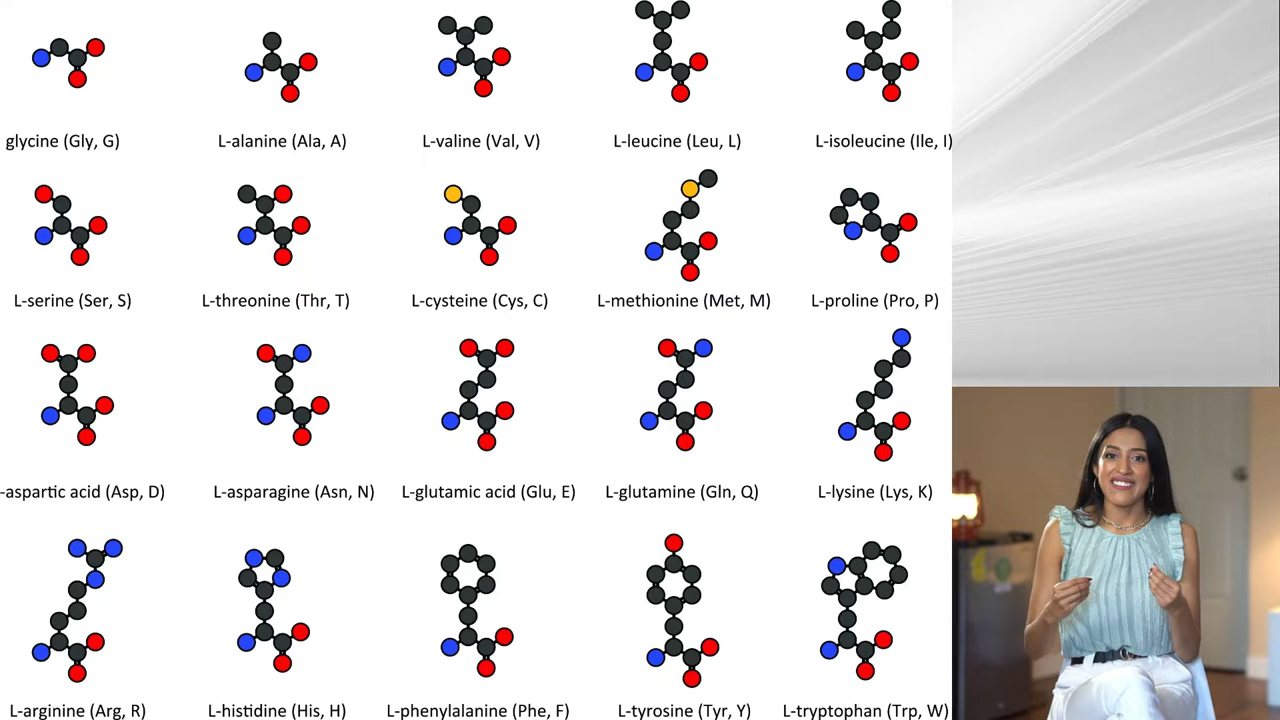 glycine (Gly, G)
L-alanine (Ala, A)
L-valine (Val, V)
L-leucine (Leu, L)
L-isoleucine (Ile, I)
L-serine (Ser, S)
L-threonine (Thr, T)
L-cysteine (Cys, C)
L-methionine (Met, M)
L-proline (Pro, P)
-aspartic acid (Asp, D)
L-asparagine (Asn, N)
L-glutamic acid (Glu, E)
L-glutamine (Gln, Q)
L-lysine (Lys, K)
L-arginine (Arg, R)
L-histidine (His, H)
L-phenylalanine (Phe, F)
L-tyrosine (Tyr, Y)
L-tryptophan (Trp, W)